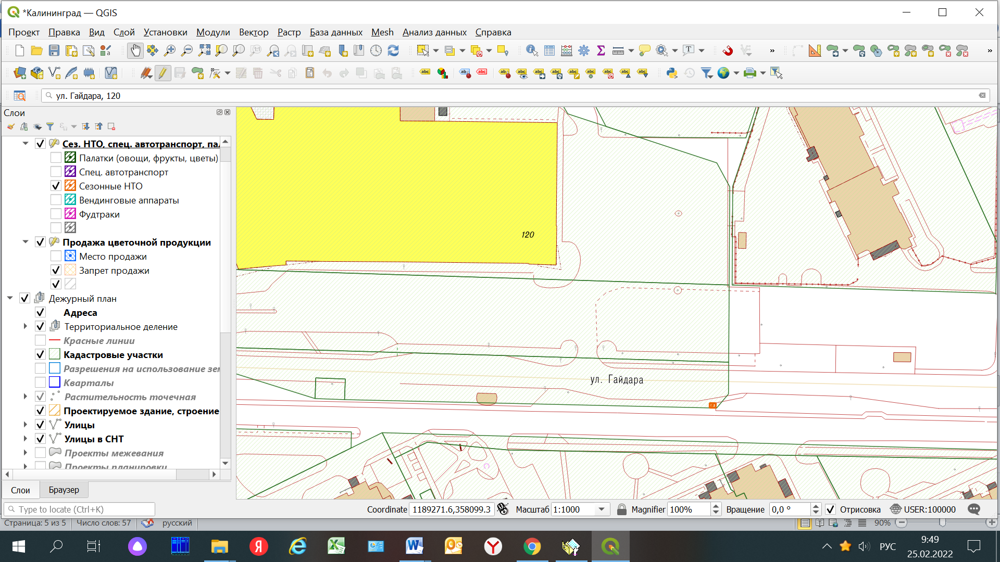 *Калининград — QGIS
Проект Правка Вид Слой Установки Модули Вектор Растр База данных Mesh Анализ данных Справка
ул. Гайдара, 120
Слои
Сез. НТО, спец. автотранспорт, па
Палатки (овощи, фрукты, цветы)
Спец. автотранспорт
Сезонные НТО
Вендинговые аппараты
Фудтраки
Продажа цветочной продукции
Место продажи
Запрет продажи
Дежурный план
Адреса
Территориальное деление
Красные линии
Кадастровые участки
Разрешения на использование зе
Кварталы
Растительность точечная
Проектируемое здание, строение
Улицы
Улицы в СНТ
Проекты межевания
Проекты планировки
Слои Браузер
120
ул. Гайдара
Type to locate (Ctrl+K)
Coordinate 1189271.6,358099.3 Масштаб 1:1000 Magnifier 100% Вращение 0,0 ° Отрисовка USER:100000
Страница: 5 из 5 Число слов: 57 русский 90%
РУС
9:49
25.02.2022